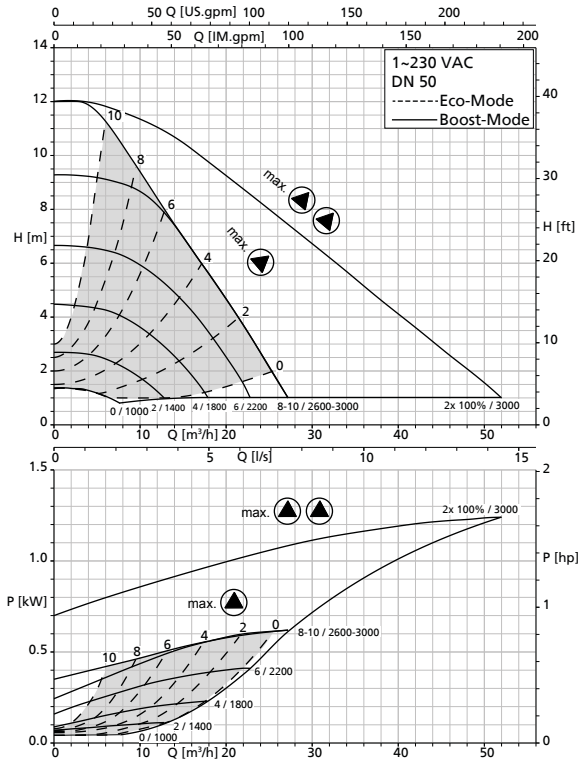 0 50 100 150 200
Q [US.gpm]
0 50 100 150 200
Q [IM.gpm]
14
12
10
8
6
4
2
0
H [m]
1~230 VAC
DN 50
Eco-Mode
Boost-Mode
40
30
20
10
0
H [ft]
10
8
6
4
2
0
max.
max.
0 / 1000
2 / 1400
4 / 1800
6 / 2200
8-10 / 2600-3000
2x 100% / 3000
0 10 20 30 40 50
Q [m³/h]
0 5 10 15
Q [l/s]
1.5
1.0
0.5
0.0
P [kW]
2
1
0
P [hp]
max.
2x 100% / 3000
max.
10 8 6 4 2 0
8-10 / 2600-3000
6 / 2200
4 / 1800
2 / 1400
0 / 1000
0 10 20 30 40 50
Q [m³/h]